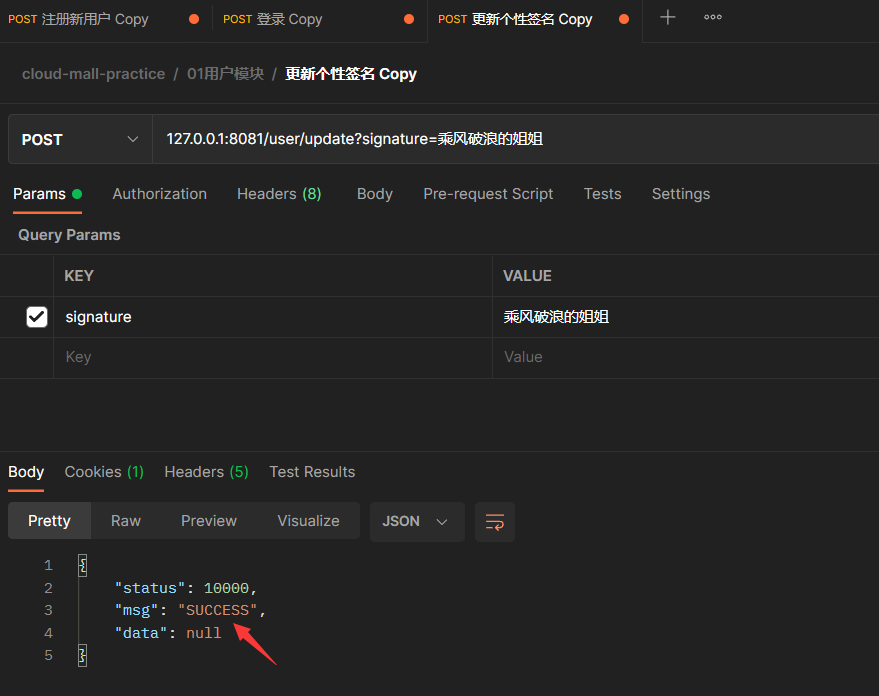 POST 注册新用户 Copy POST 登录 Copy POST 更新个性签名 Copy
cloud-mall-practice / 01用户模块 / 更新个性签名 Copy
POST 127.0.0.1:8081/user/update?signature=乘风破浪的姐姐
Params Authorization Headers (8) Body Pre-request Script Tests Settings
Query Params
KEY VALUE
signature 乘风破浪的姐姐
Key Value
Body Cookies (1) Headers (5) Test Results
Pretty Raw Preview Visualize JSON
1 {
2 "status": 10000,
3 "msg": "SUCCESS",
4 "data": null
5 }